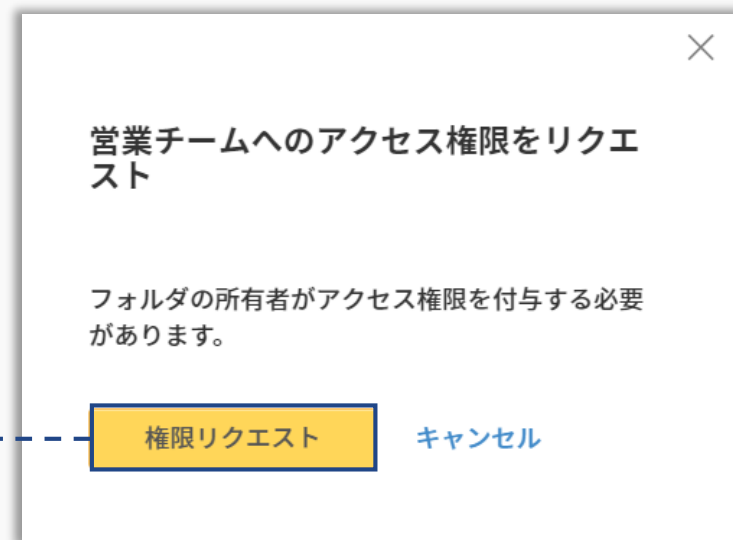 営業チームへのアクセス権限をリクエ
スト
フォルダの所有者がアクセス権限を付与する必要
があります。
権限リクエスト
キャンセル